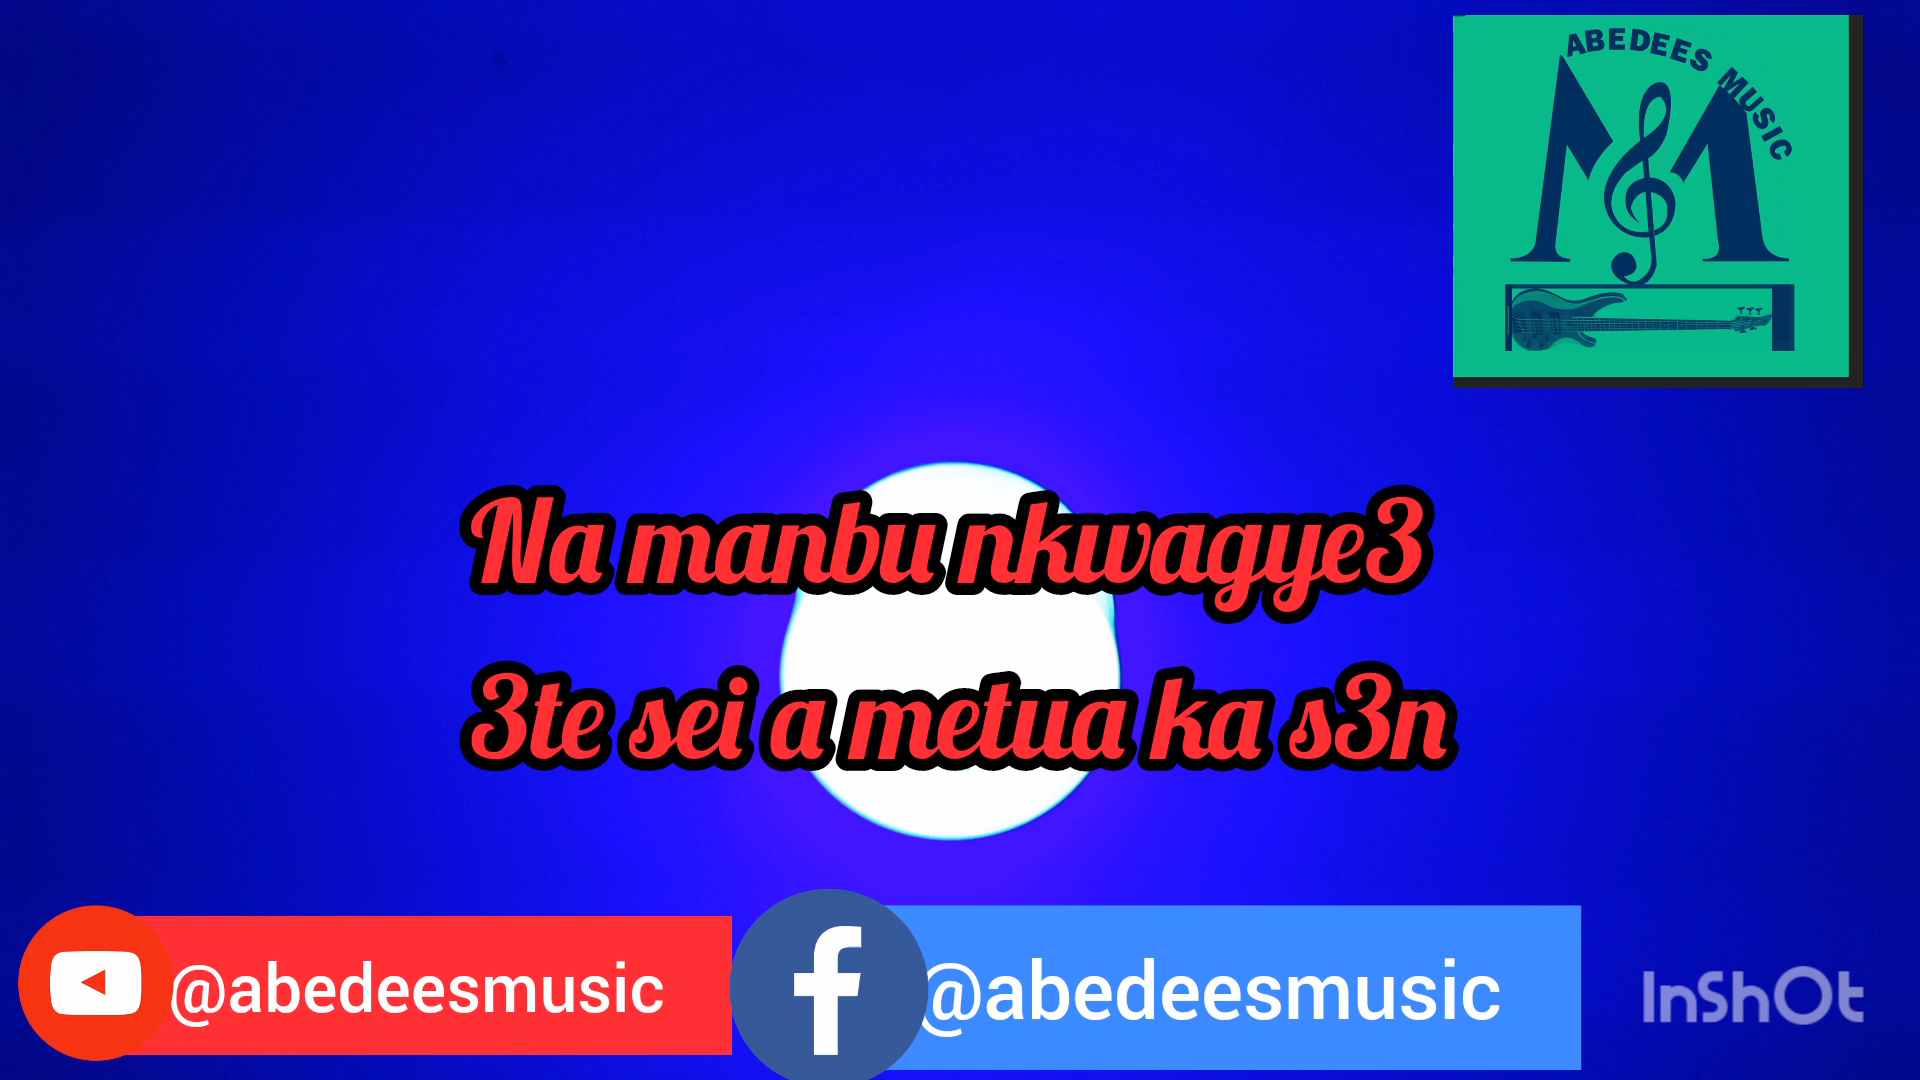 ABEDEES MUSIC
Na manbu nkwagye3
3te sei a metua ka s3n
@abedeesmusic
@abedeesmusic
InShOt